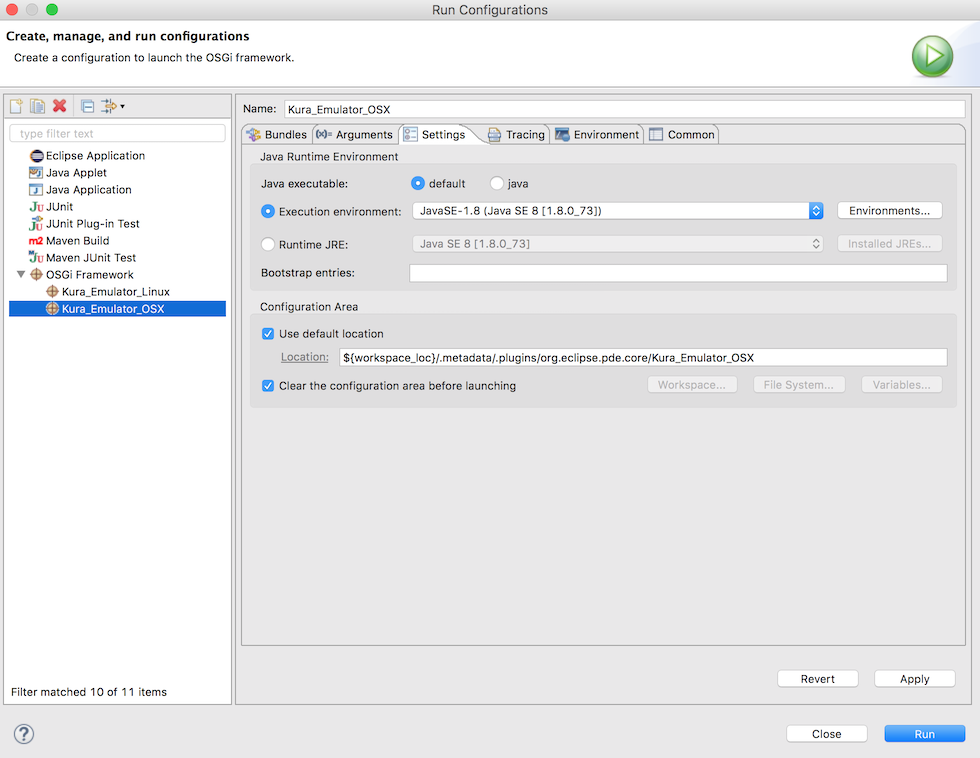 Run Configurations
Create, manage, and run configurations
Create a configuration to launch the OSGi framework.
type filter text
Eclipse Application
Java Applet
Java Application
JUnit
JUnit Plug-in Test
Maven Build
Maven JUnit Test
OSGi Framework
Kura_Emulator_Linux
Kura_Emulator_OSX
Filter matched 10 of 11 items
Name: Kura_Emulator_OSX
Bundles Arguments Settings Tracing Environment Common
Java Runtime Environment
Java executable: default java
Execution environment: JavaSE-1.8 (Java SE 8 [1.8.0_73]) Environments...
Runtime JRE: Java SE 8 [1.8.0_73] Installed JREs...
Bootstrap entries:
Configuration Area
Use default location
Location: ${workspace_loc}/.metadata/.plugins/org.eclipse.pde.core/Kura_Emulator_OSX
Clear the configuration area before launching Workspace... File System... Variables...
Revert Apply
? Close Run